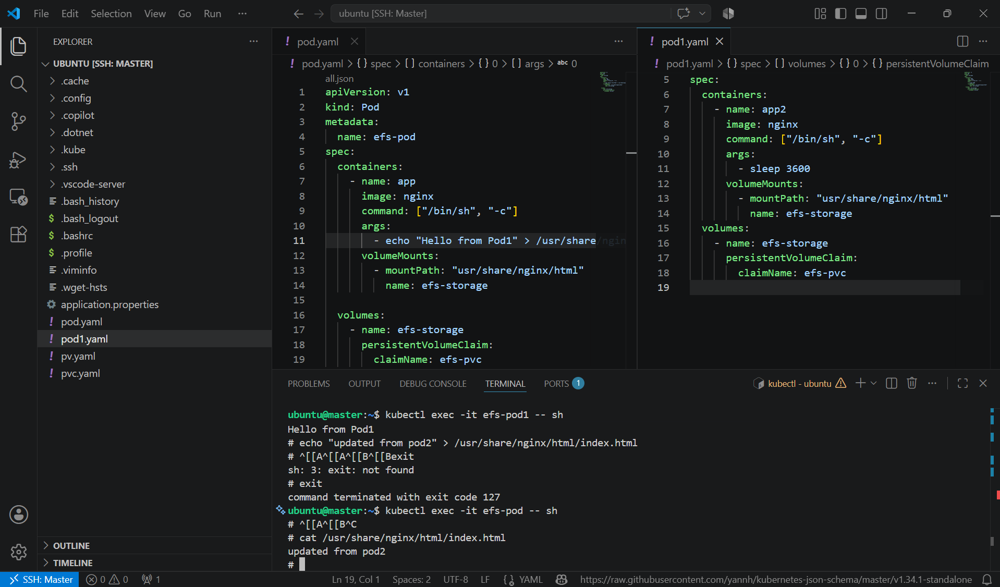 File Edit Selection View Go Run ···
ubuntu [SSH: Master]
EXPLORER
UBUNTU [SSH: MASTER]
.cache
.config
.copilot
.dotnet
.kube
.ssh
.vscode-server
.bash_history
$ .bash_logout
$ .bashrc
$ .profile
.viminfo
.wget-hsts
application.properties
! pod.yaml
! pod1.yaml
! pv.yaml
! pvc.yaml
OUTLINE
TIMELINE
! pod.yaml
! pod.yaml > {} spec > [] containers > {} 0 > [] args > abc 0
all.json
1 apiVersion: v1
2 kind: Pod
3 metadata:
4 name: efs-pod
5 spec:
6 containers:
7 - name: app
8 image: nginx
9 command: ["/bin/sh", "-c"]
10 args:
11 - echo "Hello from Pod1" > /usr/share/ngin
12 volumeMounts:
13 - mountPath: "usr/share/nginx/html"
14 name: efs-storage
15
16 volumes:
17 - name: efs-storage
18 persistentVolumeClaim:
19 claimName: efs-pvc
! pod1.yaml
! pod1.yaml > {} spec > [] volumes > {} 0 > {} persistentVolumeClaim
5 spec:
6 containers:
7 - name: app2
8 image: nginx
9 command: ["/bin/sh", "-c"]
10 args:
11 - sleep 3600
12 volumeMounts:
13 - mountPath: "usr/share/nginx/html"
14 name: efs-storage
15 volumes:
16 - name: efs-storage
17 persistentVolumeClaim:
18 claimName: efs-pvc
19
PROBLEMS OUTPUT DEBUG CONSOLE TERMINAL PORTS 1
kubectl - ubuntu
ubuntu@master:~$ kubectl exec -it efs-pod1 -- sh
Hello from Pod1
# echo "updated from pod2" > /usr/share/nginx/html/index.html
# ^[[A^[[A^[[B^[[Bexit
sh: 3: exit: not found
# exit
command terminated with exit code 127
ubuntu@master:~$ kubectl exec -it efs-pod -- sh
# ^[[A^[[B^C
# cat /usr/share/nginx/html/index.html
updated from pod2
#
SSH: Master 0 0 1 Ln 19, Col 1 Spaces: 2 UTF-8 LF YAML https://raw.githubusercontent.com/yannh/kubernetes-json-schema/master/v1.34.1-standalone